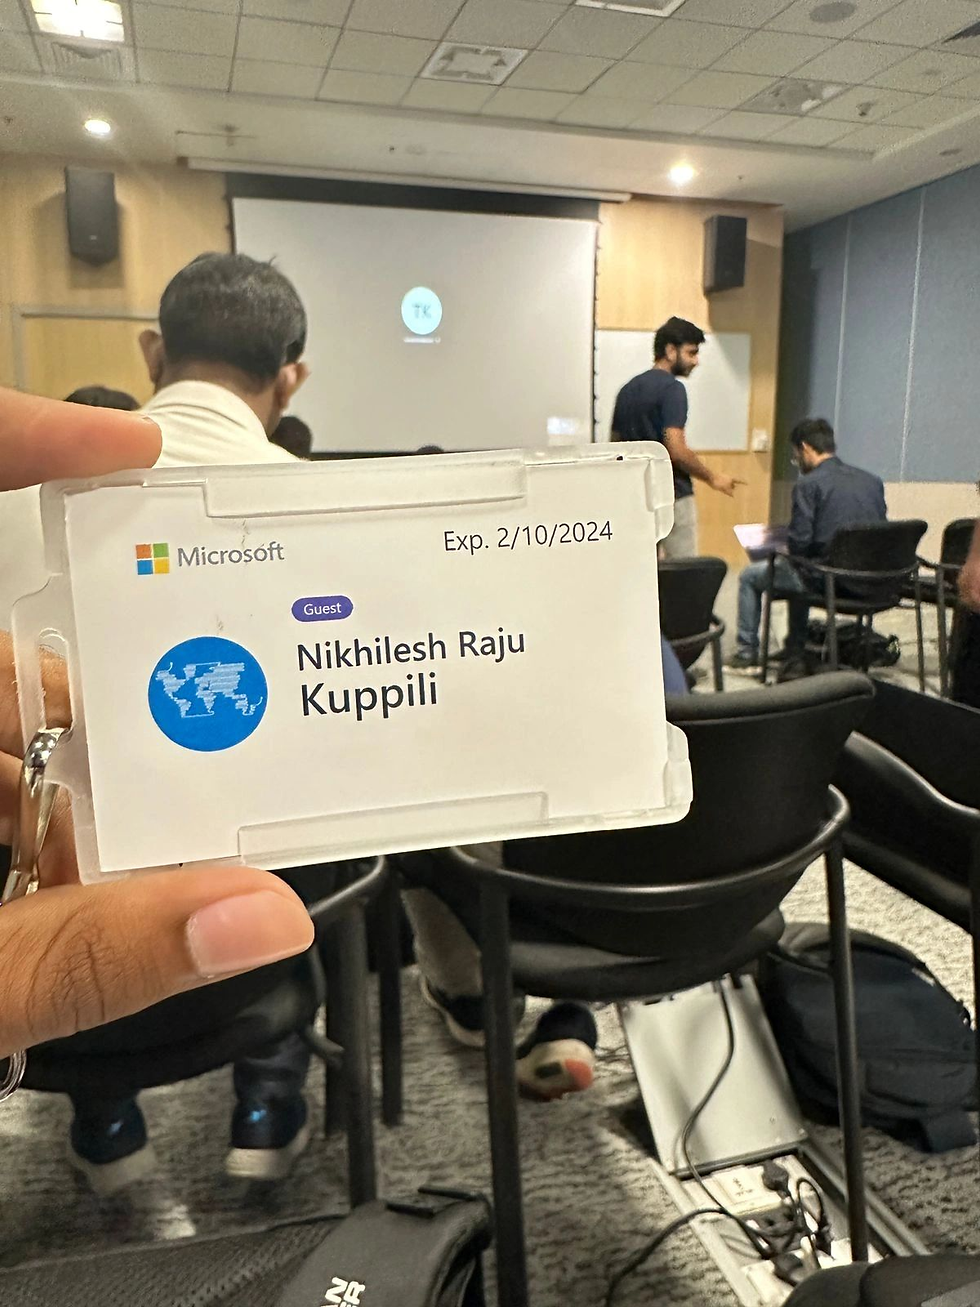 TK
Microsoft
Exp. 2/10/2024
Guest
Nikhilesh Raju
Kuppili